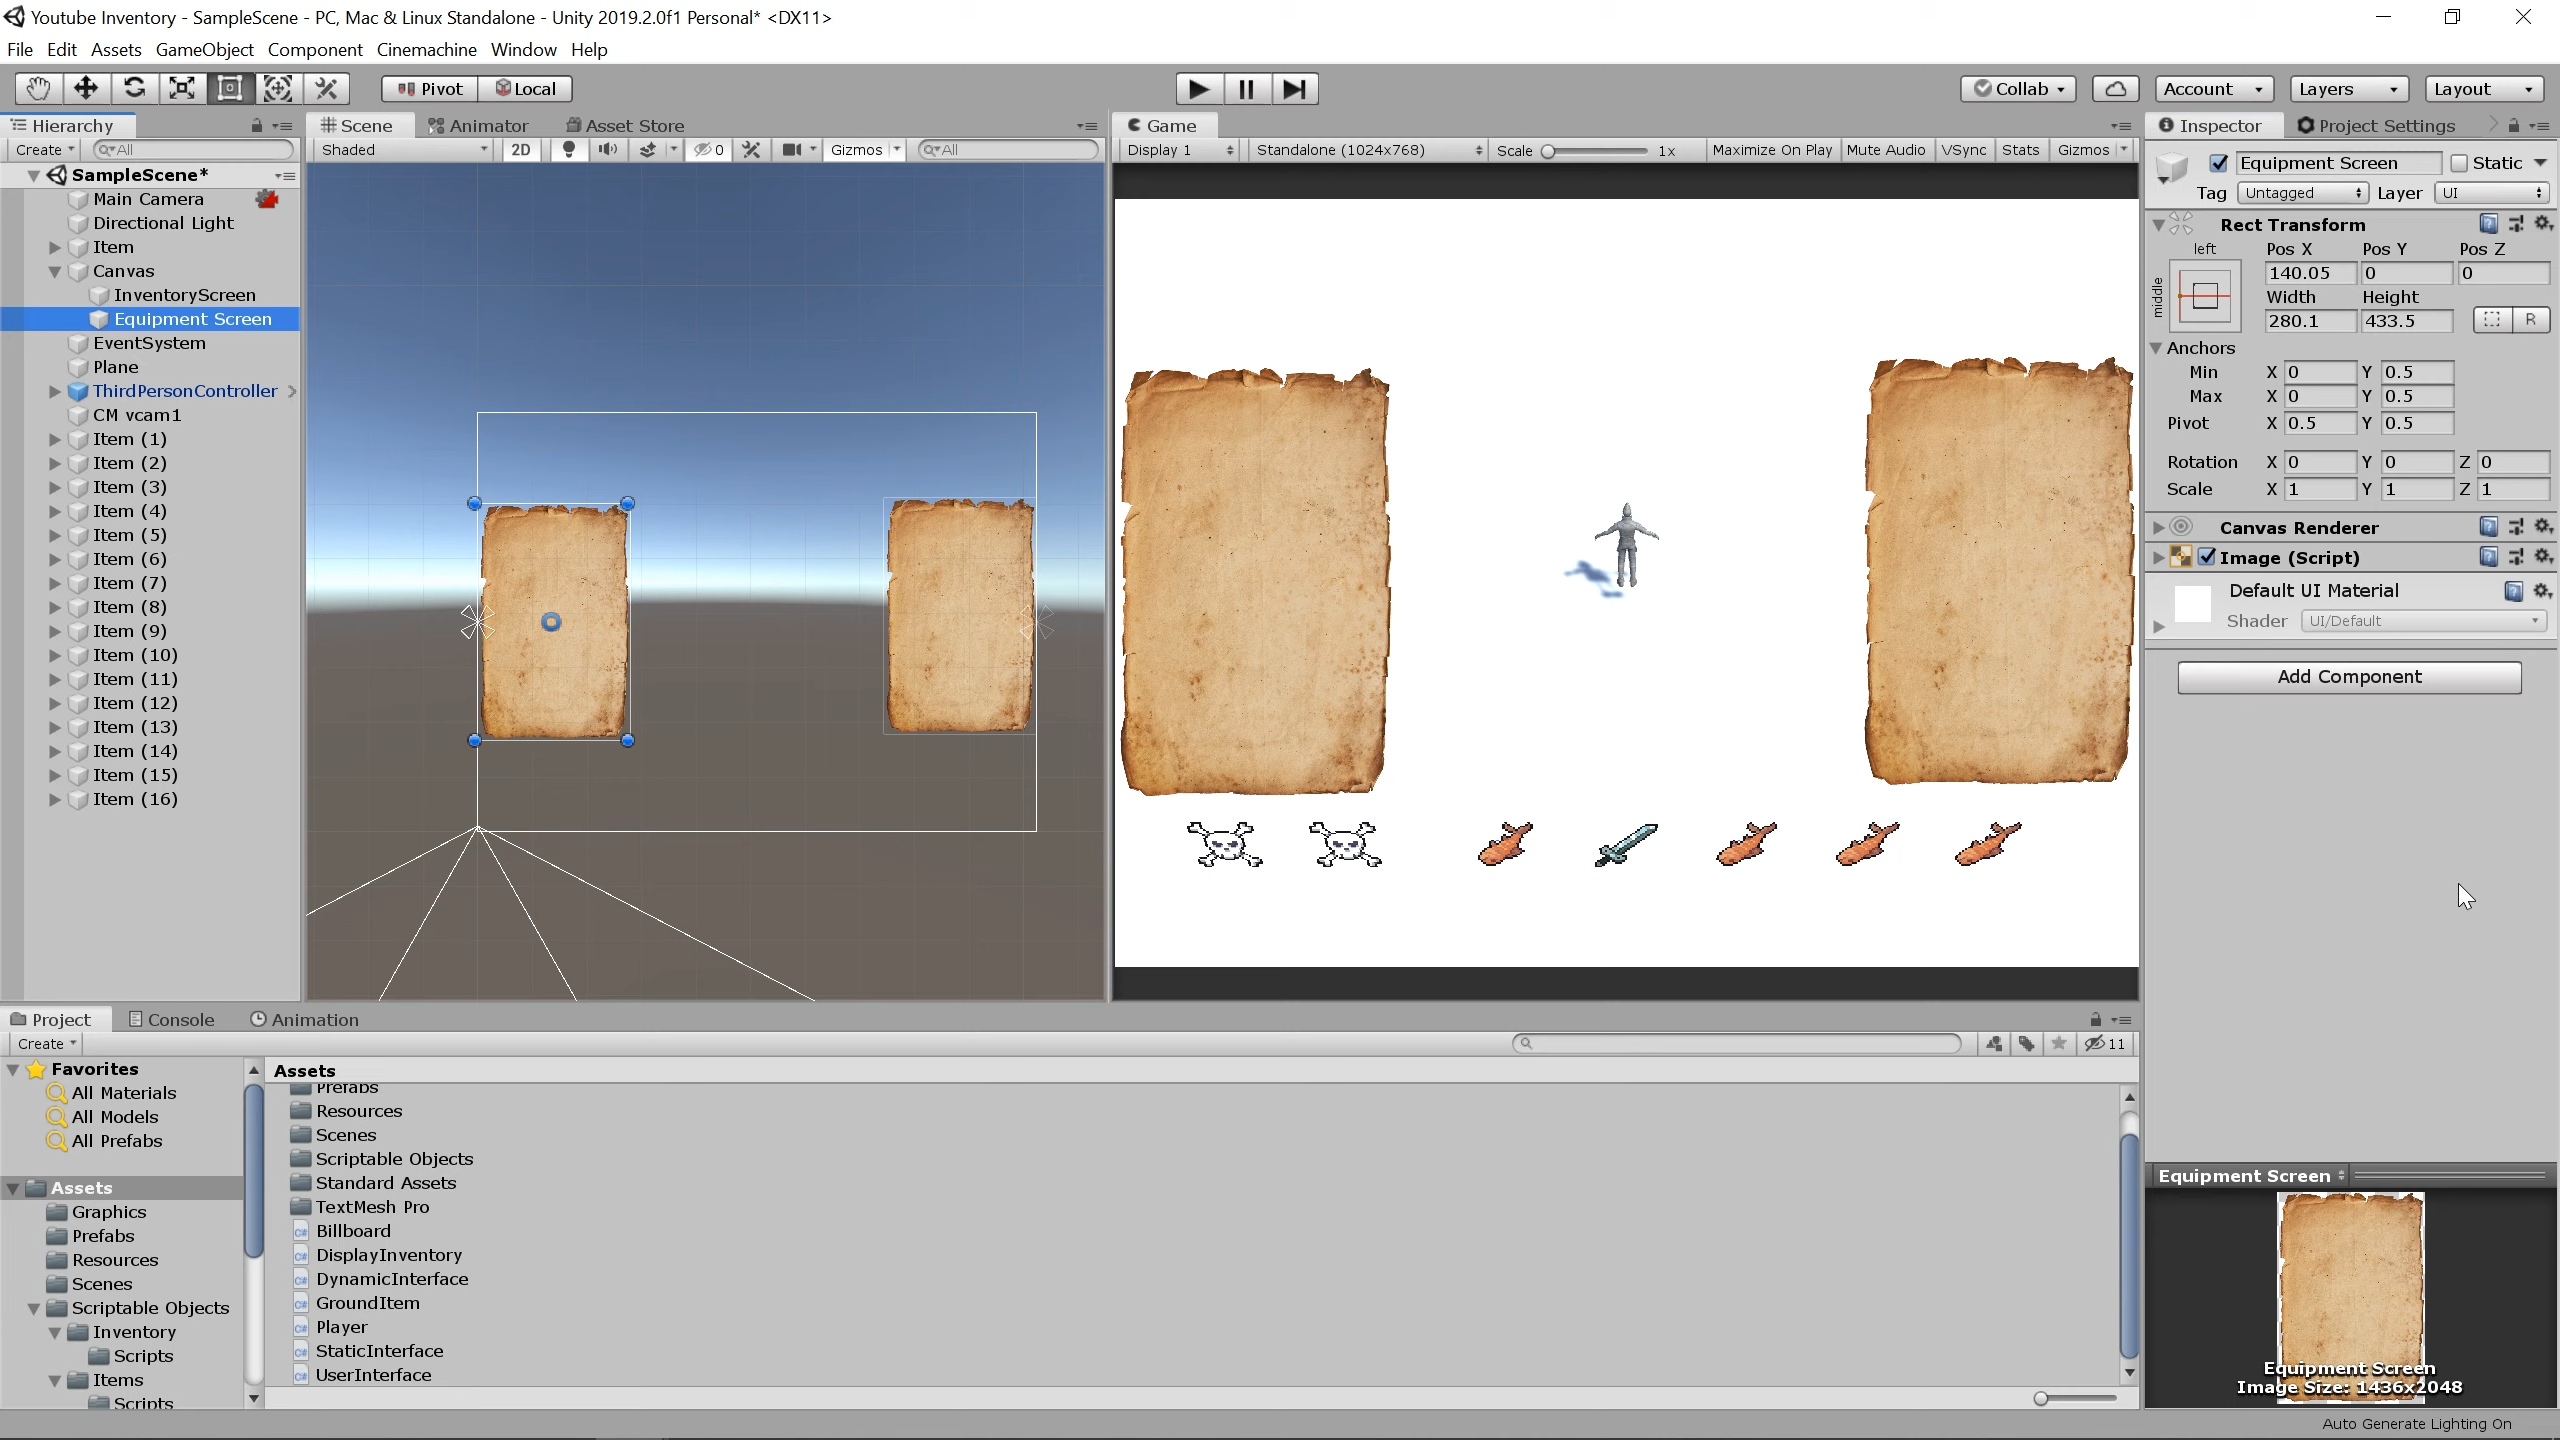 Youtube Inventory - SampleScene - PC, Mac & Linux Standalone - Unity 2019.2.0f1 Personal* <DX11>
File Edit Assets GameObject Component Cinemachine Window Help
Pivot Local Collab Account Layers Layout
Hierarchy
Create All
SampleScene*
Main Camera
Directional Light
Item
Canvas
InventoryScreen
Equipment Screen
EventSystem
Plane
ThirdPersonController
CM vcam1
Item (1)
Item (2)
Item (3)
Item (4)
Item (5)
Item (6)
Item (7)
Item (8)
Item (9)
Item (10)
Item (11)
Item (12)
Item (13)
Item (14)
Item (15)
Item (16)
Scene Animator Asset Store
Shaded 2D 0 Gizmos All
Game
Display 1 Standalone (1024x768) Scale 1x Maximize On Play Mute Audio VSync Stats Gizmos
Inspector Project Settings
Equipment Screen Static
Tag Untagged Layer UI
Rect Transform
left Pos X Pos Y Pos Z
middle
140.05 0 0
Width Height
280.1 433.5 R
Anchors
Min X 0 Y 0.5
Max X 0 Y 0.5
Pivot X 0.5 Y 0.5
Rotation X 0 Y 0 Z 0
Scale X 1 Y 1 Z 1
Canvas Renderer
Image (Script)
Default UI Material
Shader UI/Default
Add Component
Project Console Animation
Create 11
Favorites
All Materials
All Models
All Prefabs
Assets
Graphics
Prefabs
Resources
Scenes
Scriptable Objects
Inventory
Scripts
Items
Scripts
Assets
Prefabs
Resources
Scenes
Scriptable Objects
Standard Assets
TextMesh Pro
Billboard
DisplayInventory
DynamicInterface
GroundItem
Player
StaticInterface
UserInterface
Equipment Screen
Equipment Screen
Image Size: 1436x2048
Auto Generate Lighting On